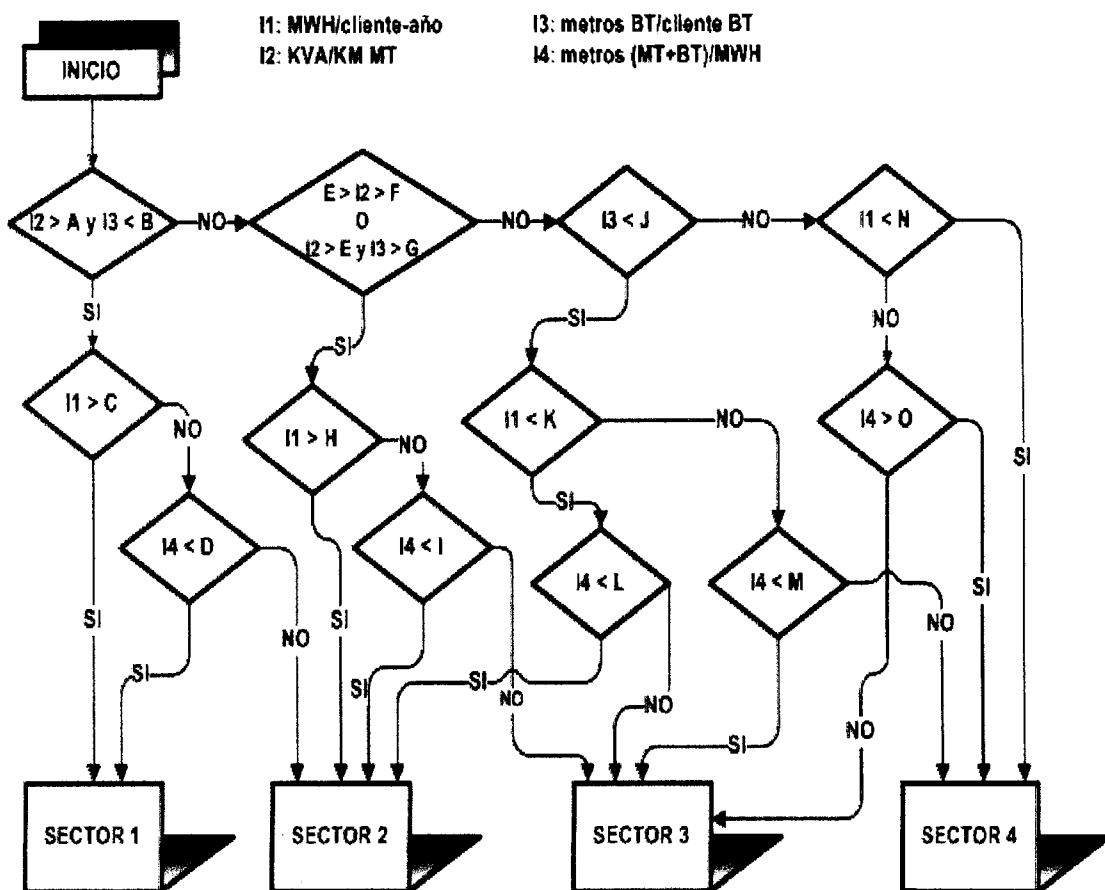 I1: MWH/cliente-año
I3: metros BT/cliente BT
I2: KVA/KM MT
I4: metros (MT+BT)/MWH
INICIO
I2 > A y I3 < B
NO
E > I2 > F
O
I2 > E y I3 > G
NO
I3 < J
NO
I1 < N
SI
SI
SI
NO
I1 > C
NO
I1 > H
NO
I1 < K
NO
I4 > O
SI
SI
I4 < D
I4 < I
I4 < L
I4 < M
SI
SI
NO
SI
SI
NO
SI
SI
NO
NO
SI
NO
SECTOR 1
SECTOR 2
SECTOR 3
SECTOR 4